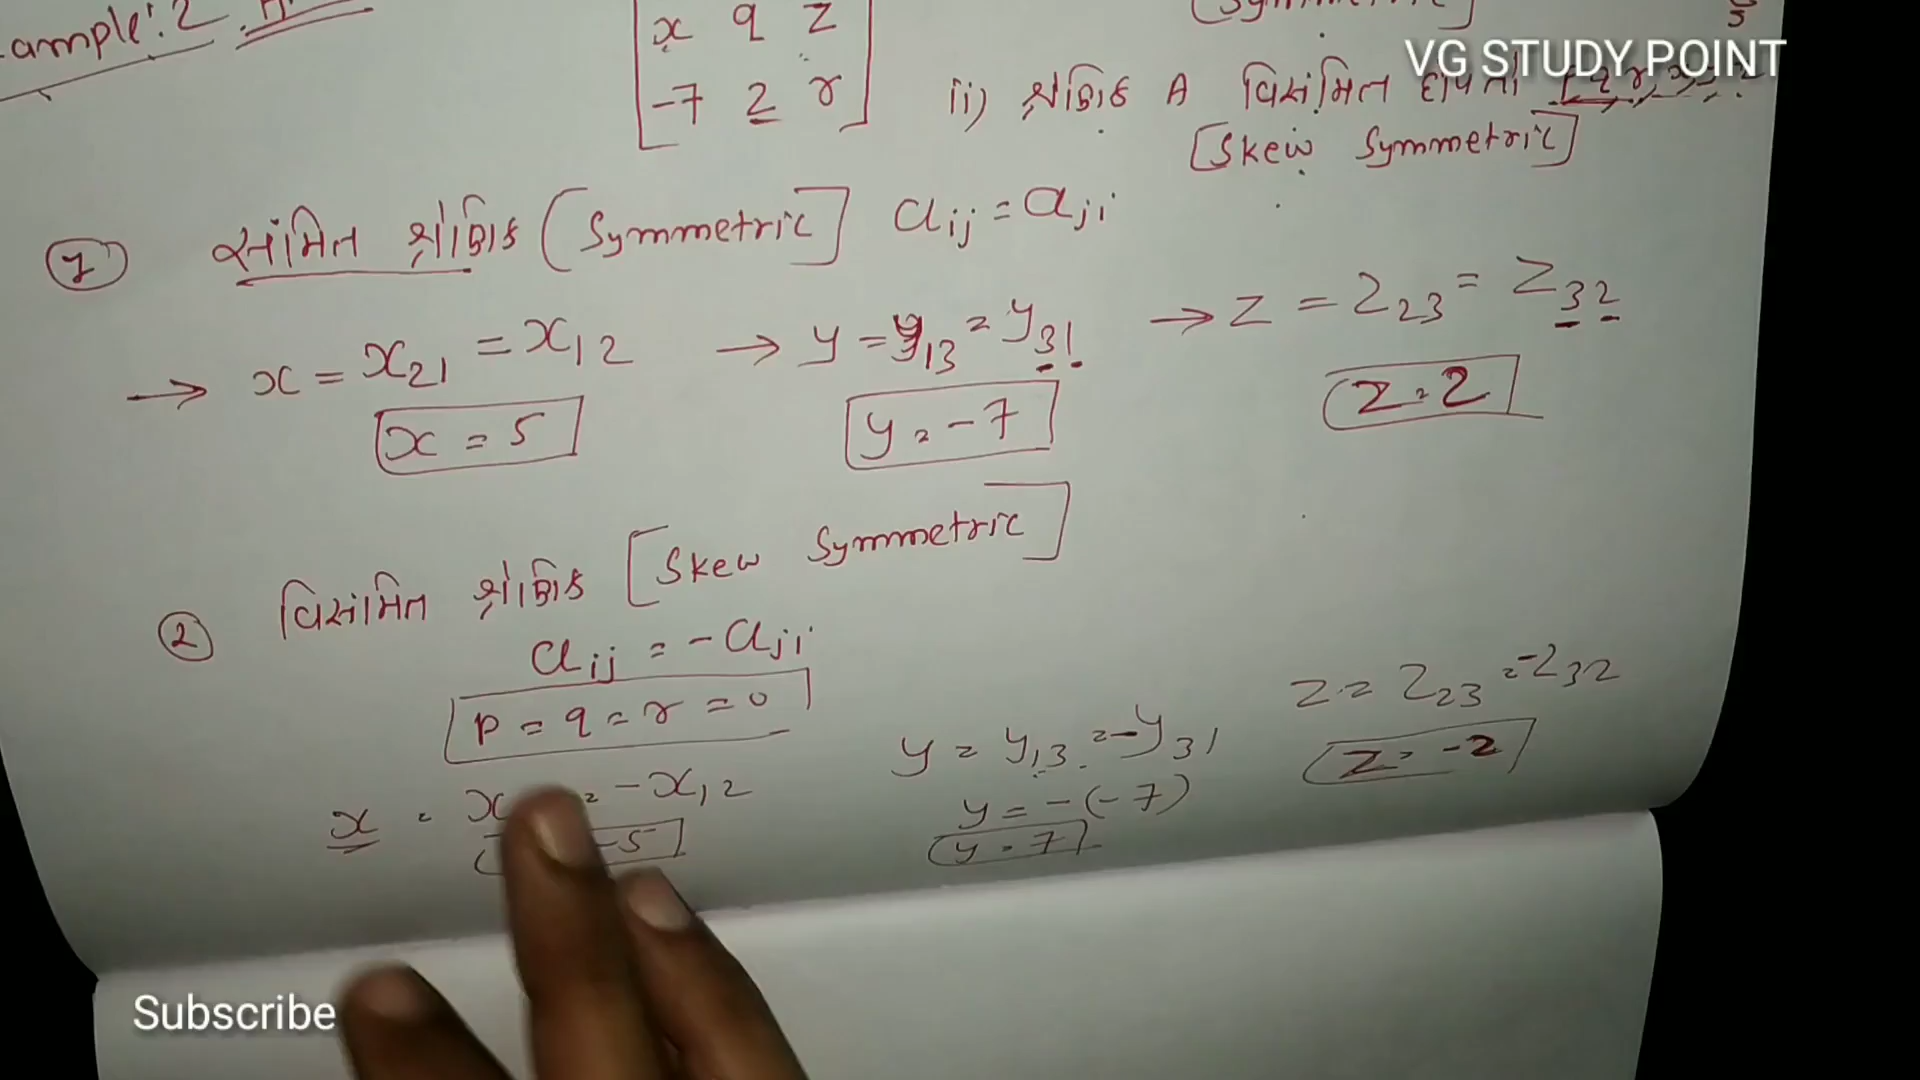 ample:2
x q z
-7 2 r
VG STUDY POINT
ii) શ્રેણિક A વિસંમિત હોય તો
[Skew Symmetric]
1 સંમિત શ્રેણિક [Symmetric] aij = aji
→ x = x21 = x12 → y = y13 = y31 → z = z23 = z32
x = 5 y = -7 z = 2
2 વિસંમિત શ્રેણિક [Skew Symmetric]
aij = -aji
p = q = r = 0
x = x = -x12 y = y13 = -y31 z = z23 = -z32
-5 y = -(-7) z = -2
y = 7
Subscribe